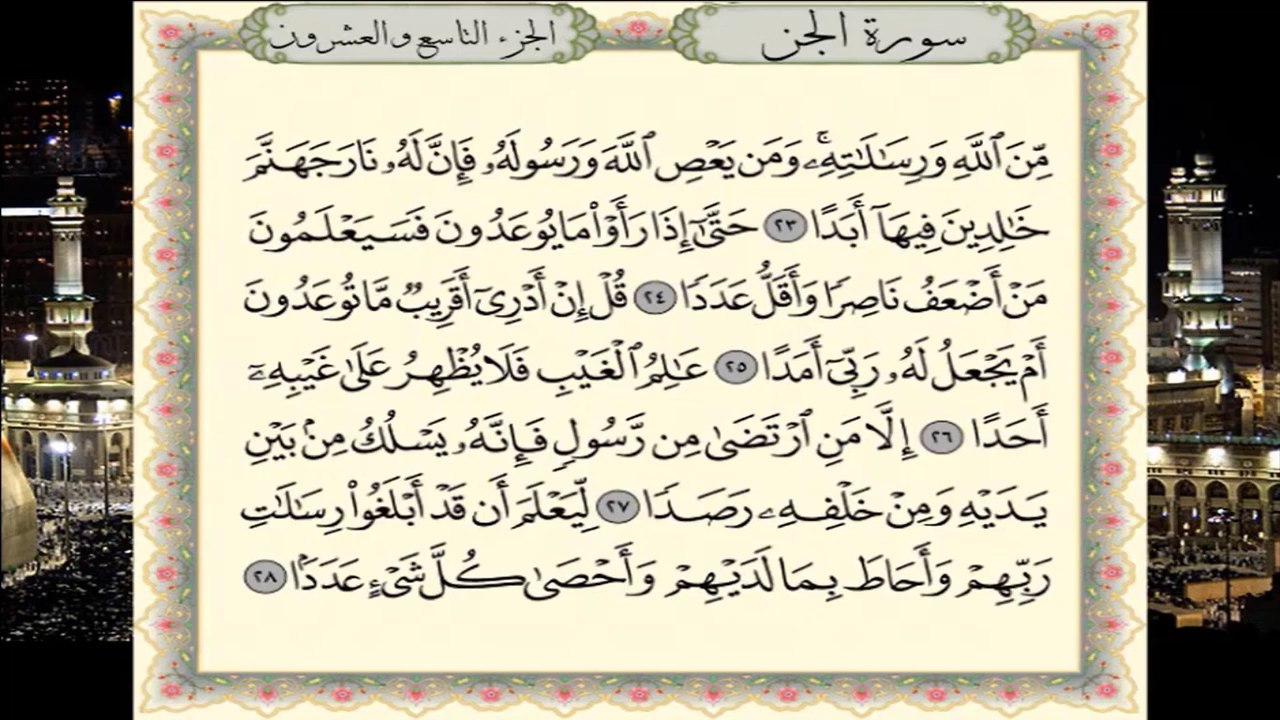 سورة الجن
الجزء التاسع والعشرون
مِّنَ ٱللَّهِ وَرِسَٰلَٰتِهِۦۚ وَمَن يَعْصِ ٱللَّهَ وَرَسُولَهُۥ فَإِنَّ لَهُۥ نَارَ جَهَنَّمَ
خَٰلِدِينَ فِيهَآ أَبَدًا ٢٣ حَتَّىٰٓ إِذَا رَأَوْا۟ مَا يُوعَدُونَ فَسَيَعْلَمُونَ
مَنْ أَضْعَفُ نَاصِرًا وَأَقَلُّ عَدَدًا ٢٤ قُلْ إِنْ أَدْرِىٓ أَقَرِيبٌ مَّا تُوعَدُونَ
أَمْ يَجْعَلُ لَهُۥ رَبِّىٓ أَمَدًا ٢٥ عَٰلِمُ ٱلْغَيْبِ فَلَا يُظْهِرُ عَلَىٰ غَيْبِهِۦٓ
أَحَدًا ٢٦ إِلَّا مَنِ ٱرْتَضَىٰ مِن رَّسُولٍ فَإِنَّهُۥ يَسْلُكُ مِنۢ بَيْنِ
يَدَيْهِ وَمِنْ خَلْفِهِۦ رَصَدًا ٢٧ لِّيَعْلَمَ أَن قَدْ أَبْلَغُوا۟ رِسَٰلَٰتِ
رَبِّهِمْ وَأَحَاطَ بِمَا لَدَيْهِمْ وَأَحْصَىٰ كُلَّ شَىْءٍ عَدَدًۢا ٢٨